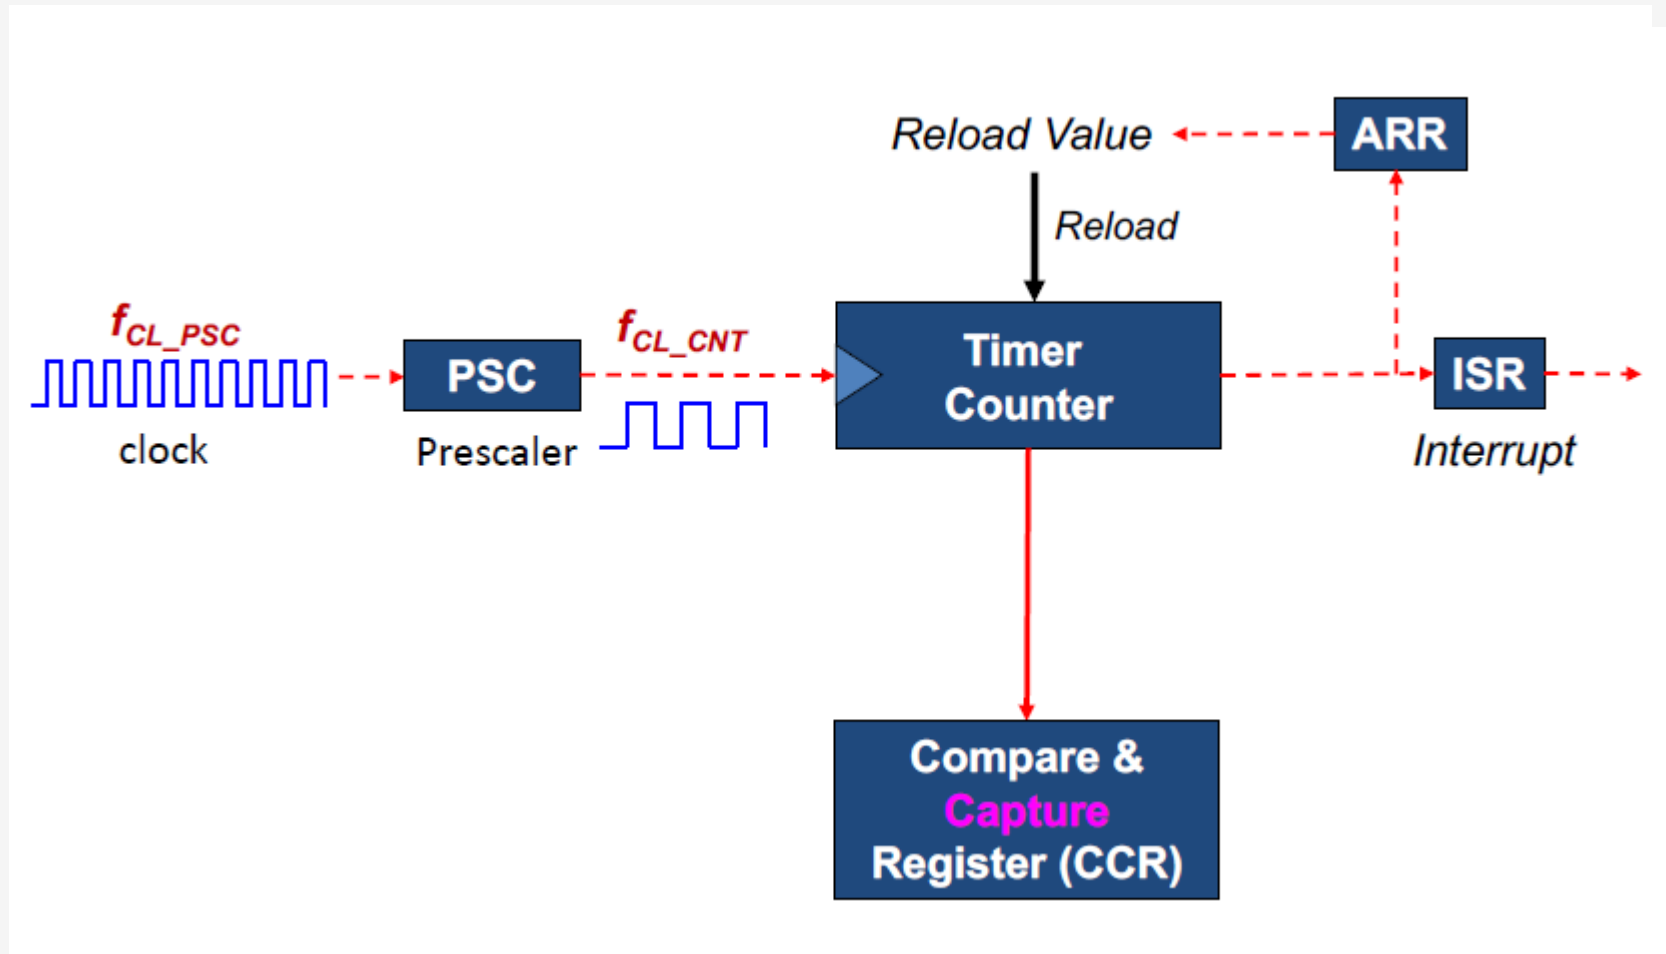 Reload Value
ARR
Reload
fCL_PSC
fCL_CNT
PSC
Timer
Counter
ISR
clock
Prescaler
Interrupt
Compare &
Capture
Register (CCR)